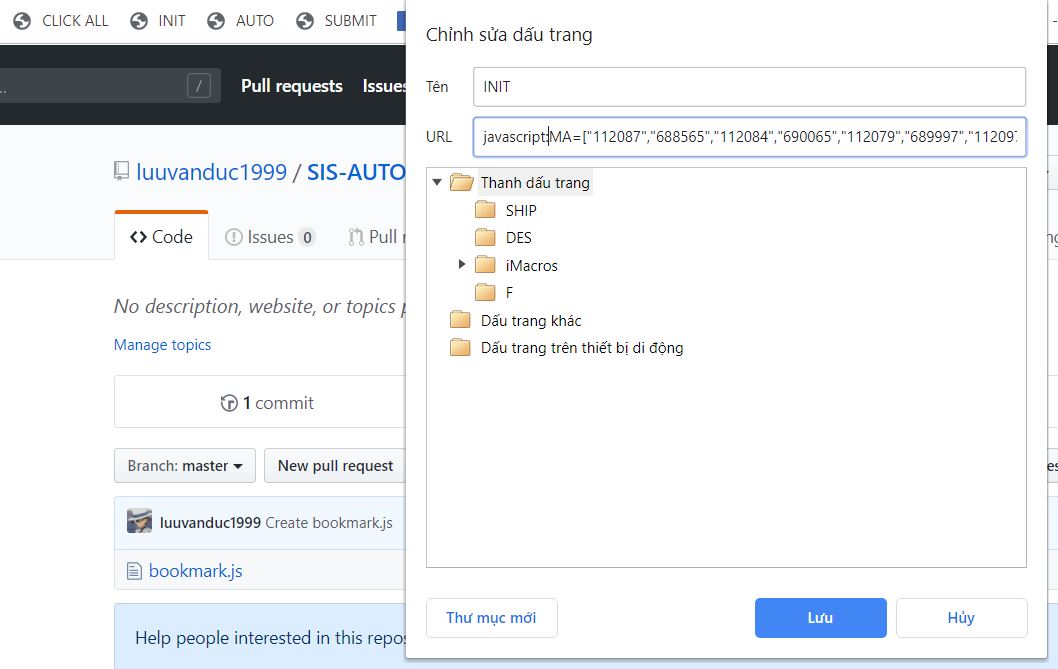 CLICK ALL INIT AUTO SUBMIT
Chỉnh sửa dấu trang
Tên INIT
/ Pull requests Issues
URL javascript:MA=["112087","688565","112084","690065","112079","689997","11209
luuvanduc1999 / SIS-AUTO
Thanh dấu trang
SHIP
Code Issues 0 Pull
DES
iMacros
F
No description, website, or topics
Dấu trang khác
Manage topics
Dấu trang trên thiết bị di động
1 commit
Branch: master New pull request
luuvanduc1999 Create bookmark.js
bookmark.js
Thư mục mới Lưu Hủy
Help people interested in this